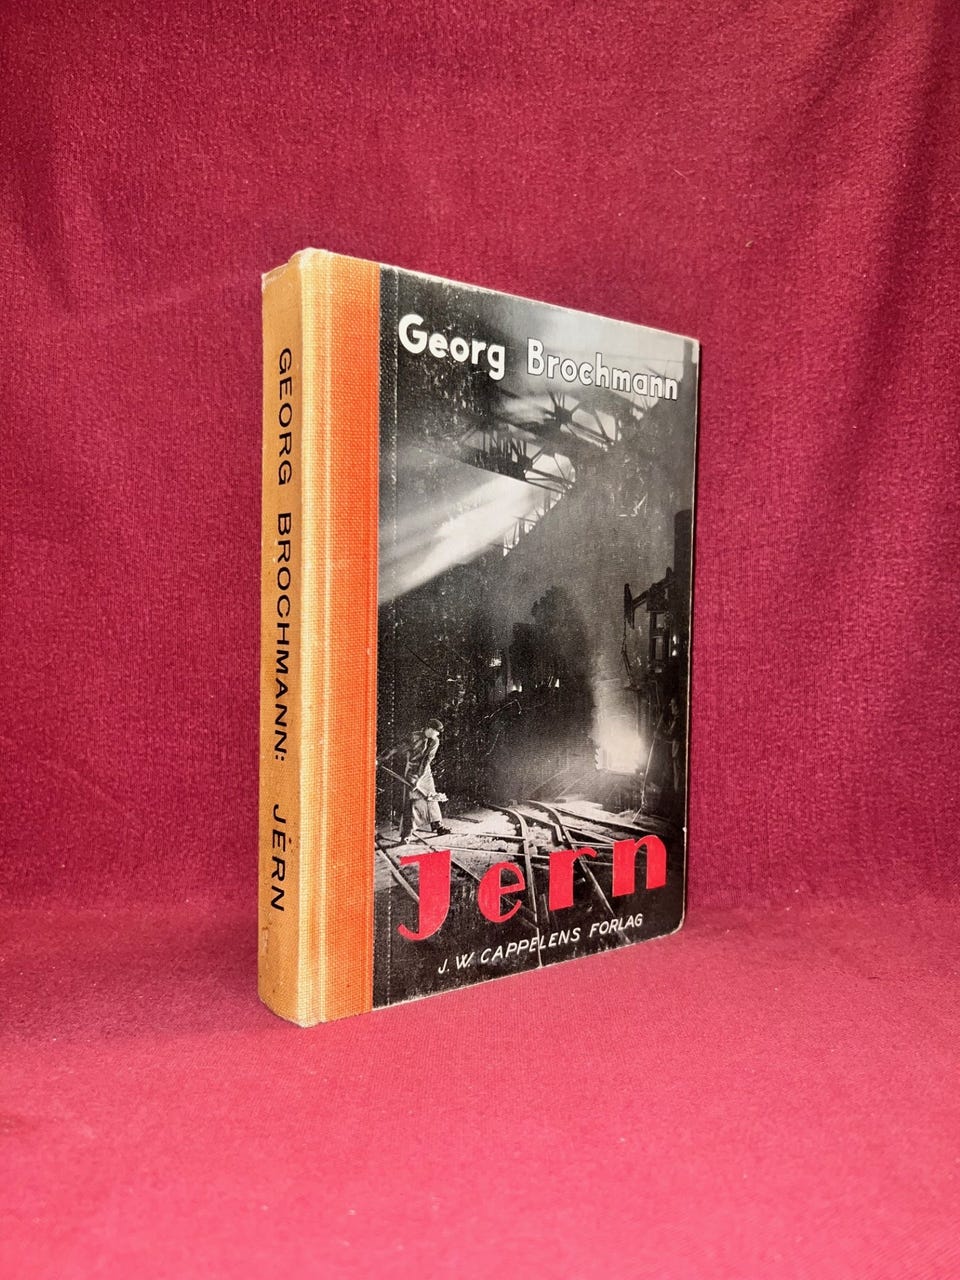 GEORG BROCHMANN: JERN
Georg Brochmann
Jern
J. W. CAPPELENS FORLAG